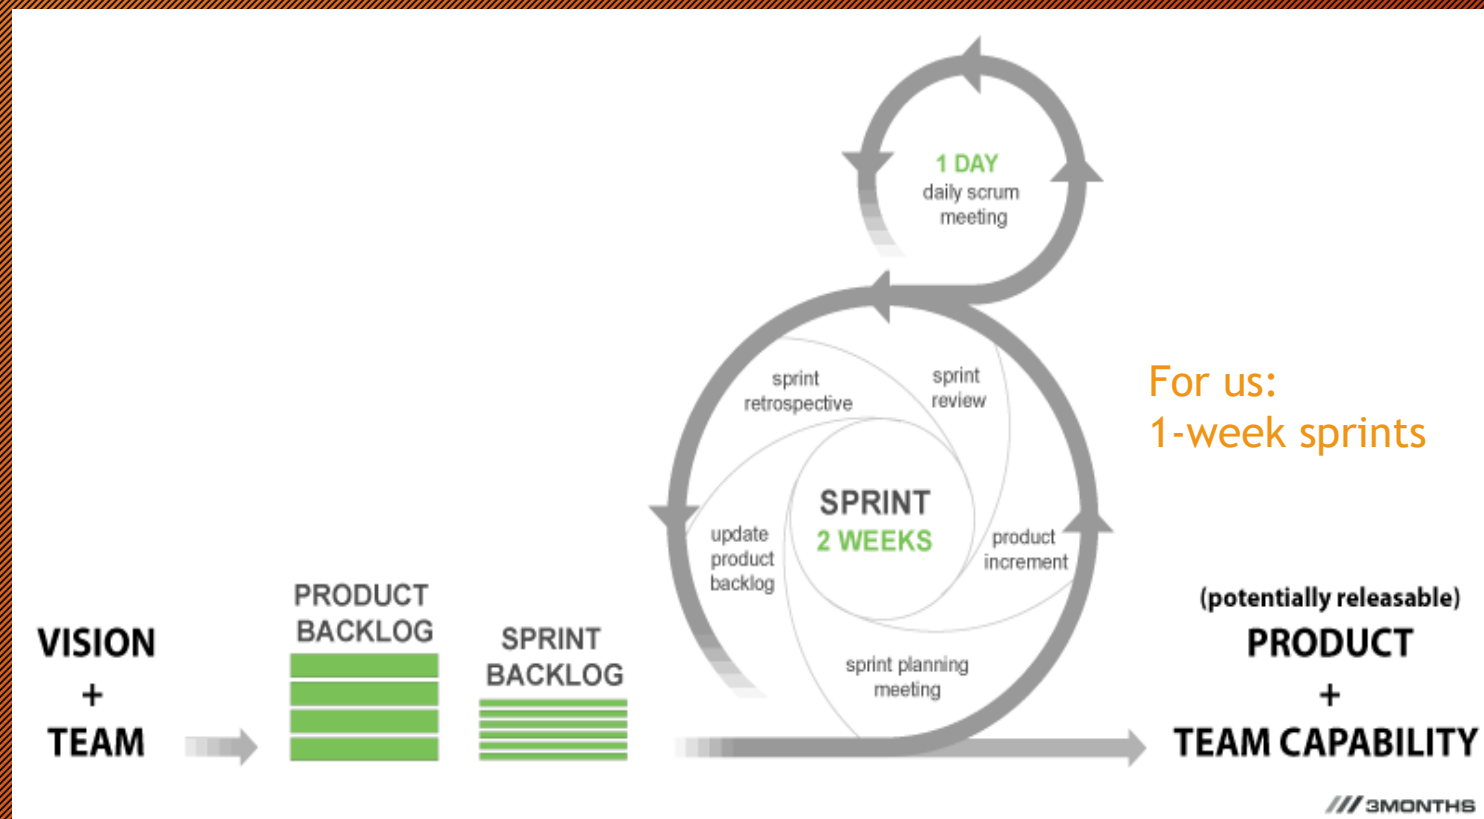 1 DAY
daily scrum
meeting
sprint
retrospective
sprint
review
For us:
1-week sprints
SPRINT
2 WEEKS
update
product
backlog
product
increment
sprint planning
meeting
VISION
+
TEAM
PRODUCT
BACKLOG
SPRINT
BACKLOG
(potentially releasable)
PRODUCT
+
TEAM CAPABILITY
3MONTHS